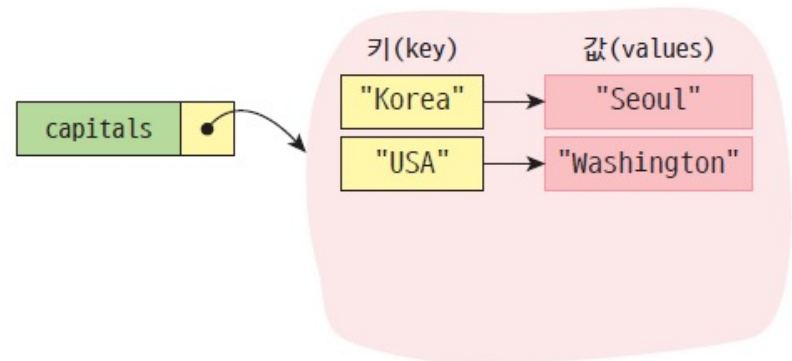 키(key) 값(values)
"Korea" "Seoul"
capitals
"USA" "Washington"